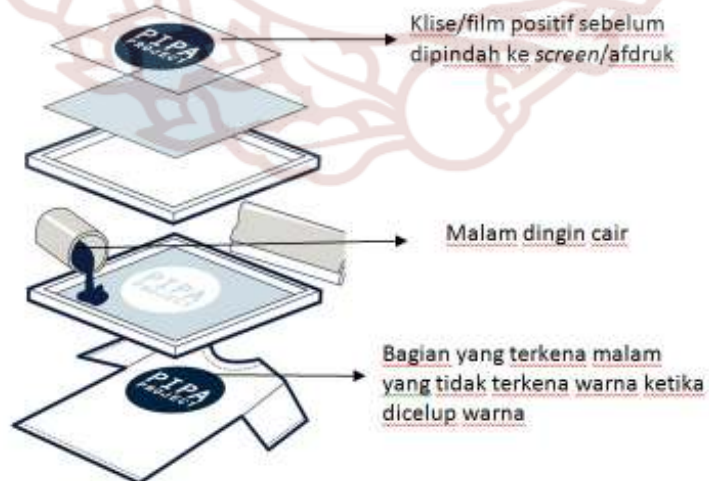 PIPA
PROJECT
Klise/film positif sebelum
dipindah ke screen/afdruk
Malam dingin cair
PIPA
PROJECT
Bagian yang terkena malam
yang tidak terkena warna ketika
dicelup warna
PIPA
PROJECT